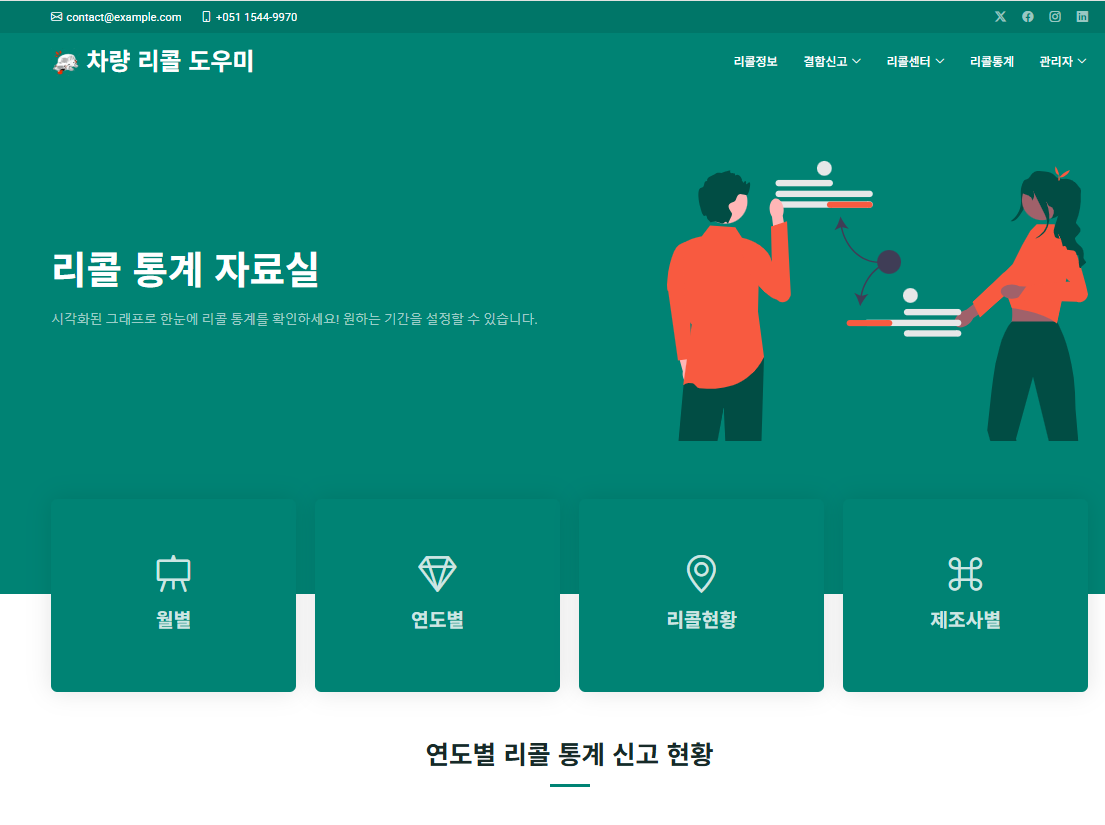 contact@example.com +051 1544-9970
차량 리콜 도우미
리콜정보 결함신고 리콜센터 리콜통계 관리자
리콜 통계 자료실
시각화된 그래프로 한눈에 리콜 통계를 확인하세요! 원하는 기간을 설정할 수 있습니다.
월별 연도별 리콜현황 제조사별
연도별 리콜 통계 신고 현황